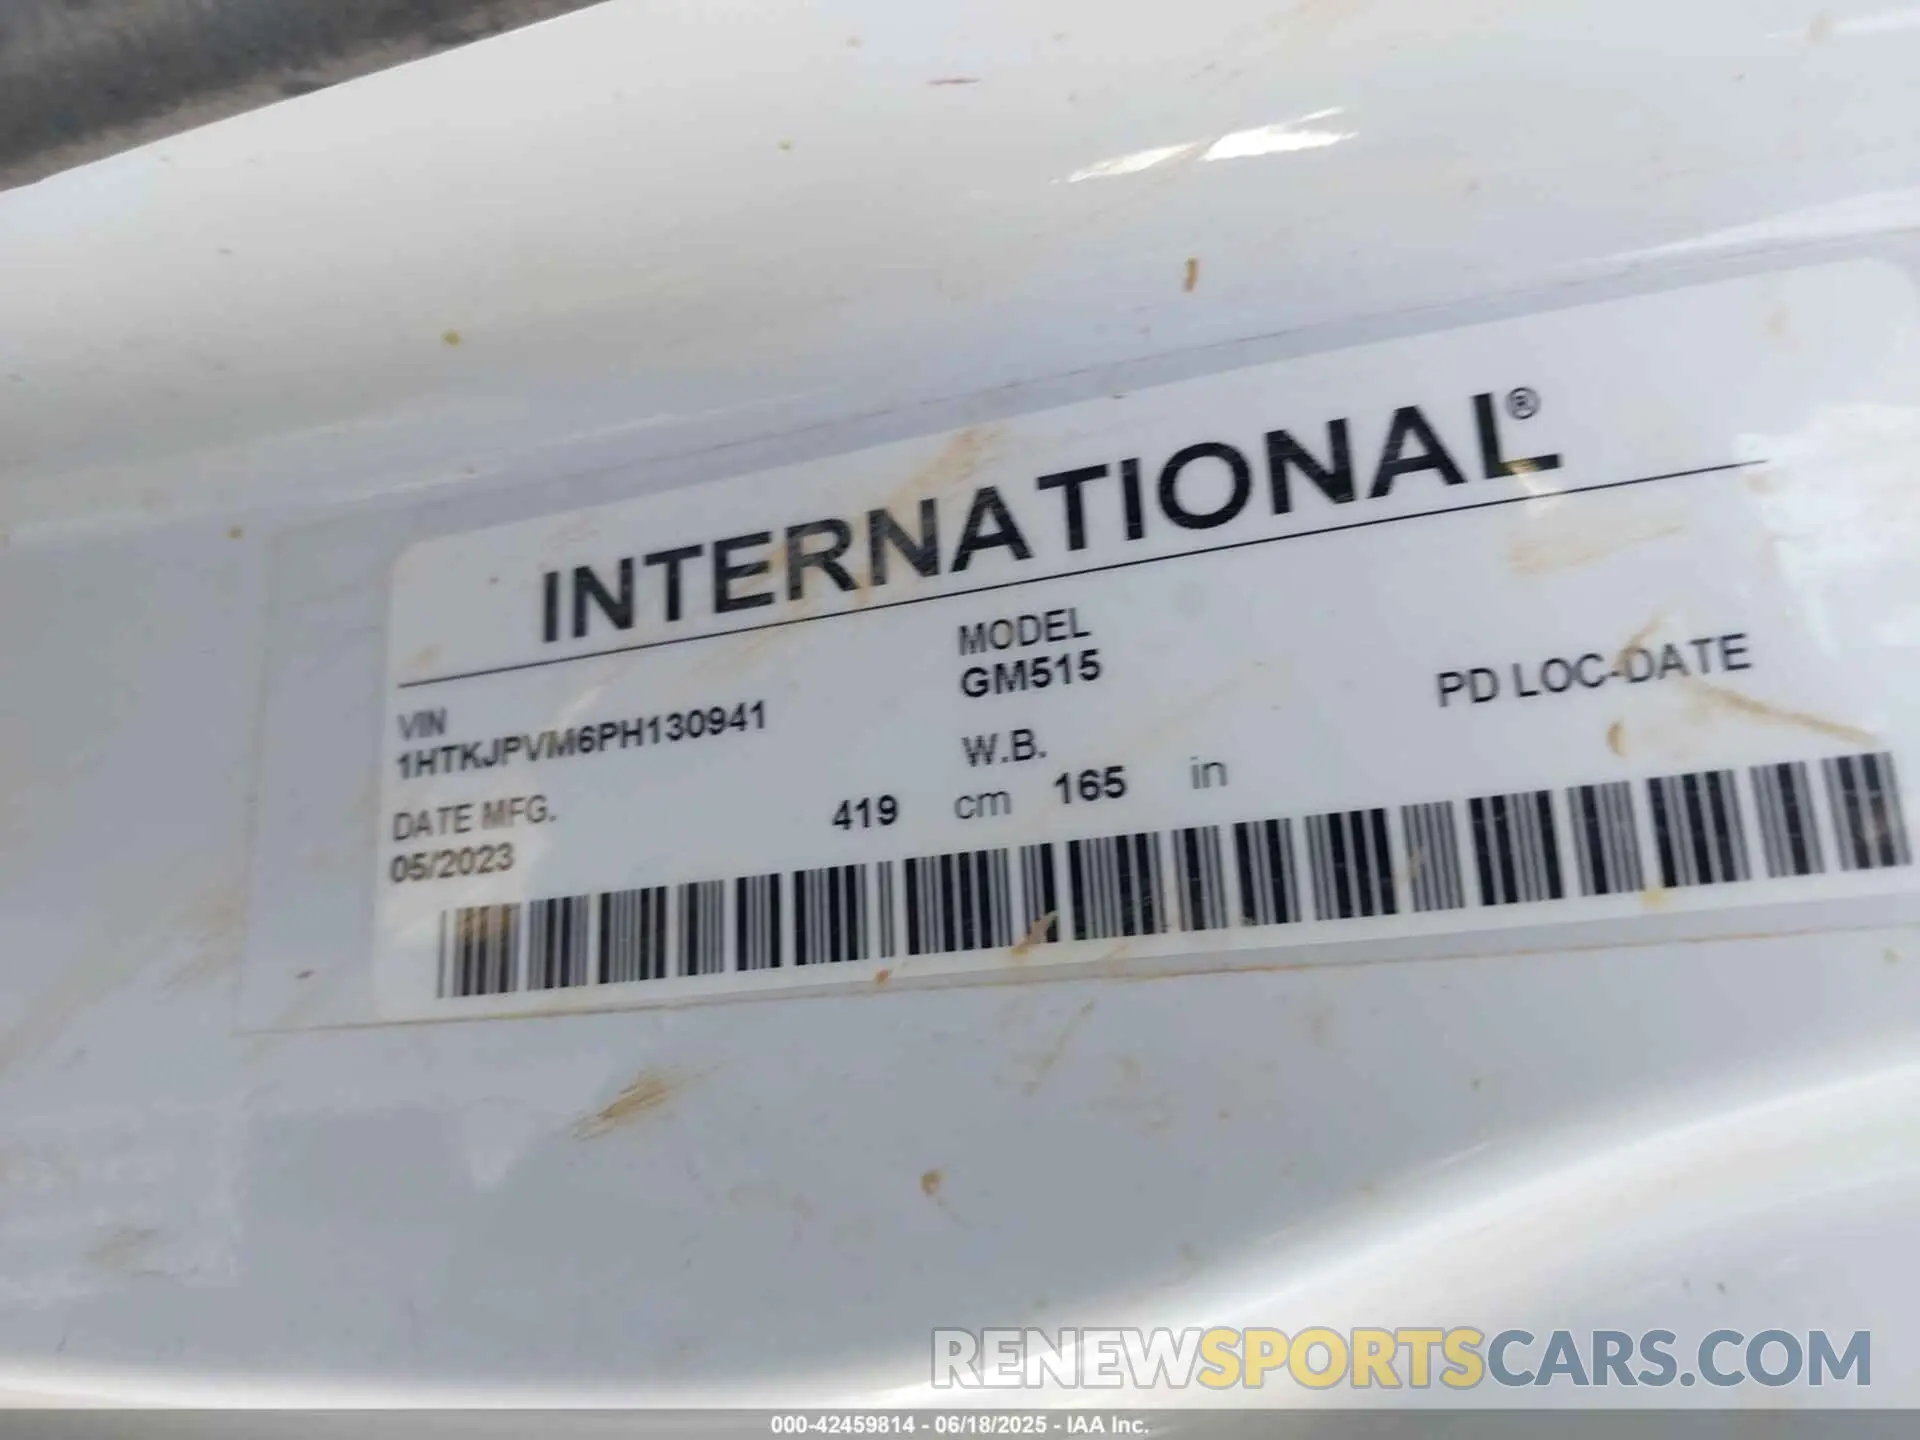 INTERNATIONAL®
VIN
1HTKJPVM6PH130941
MODEL
GM515
PD LOC-DATE
DATE MFG.
05/2023
W.B.
419 cm 165 in
RENEWSPORTSCARS.COM
000-42459814 - 06/18/2025 - IAA Inc.